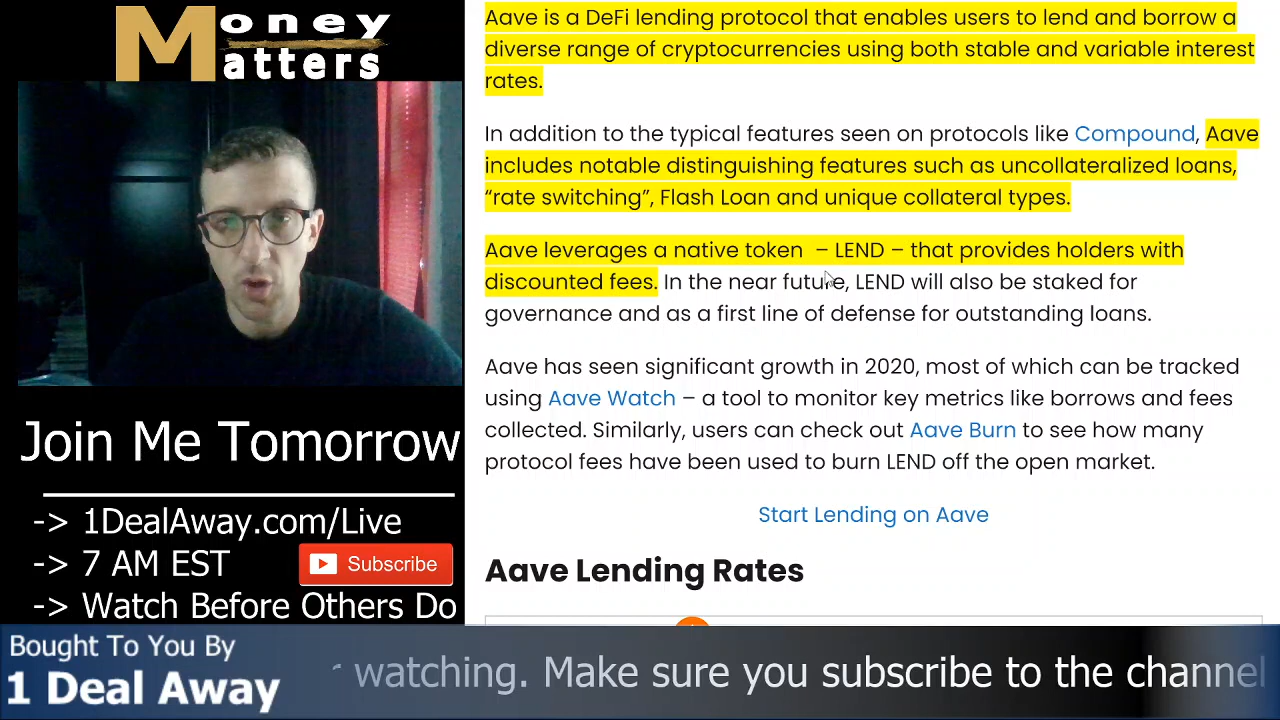 Money
Matters
Join Me Tomorrow
-> 1DealAway.com/Live
-> 7 AM EST
Subscribe
-> Watch Before Others Do
Aave is a DeFi lending protocol that enables users to lend and borrow a
diverse range of cryptocurrencies using both stable and variable interest
rates.
In addition to the typical features seen on protocols like Compound, Aave
includes notable distinguishing features such as uncollateralized loans,
“rate switching”, Flash Loan and unique collateral types.
Aave leverages a native token – LEND – that provides holders with
discounted fees. In the near future, LEND will also be staked for
governance and as a first line of defense for outstanding loans.
Aave has seen significant growth in 2020, most of which can be tracked
using Aave Watch – a tool to monitor key metrics like borrows and fees
collected. Similarly, users can check out Aave Burn to see how many
protocol fees have been used to burn LEND off the open market.
Start Lending on Aave
Aave Lending Rates
Bought To You By
1 Deal Away
watching. Make sure you subscribe to the channel